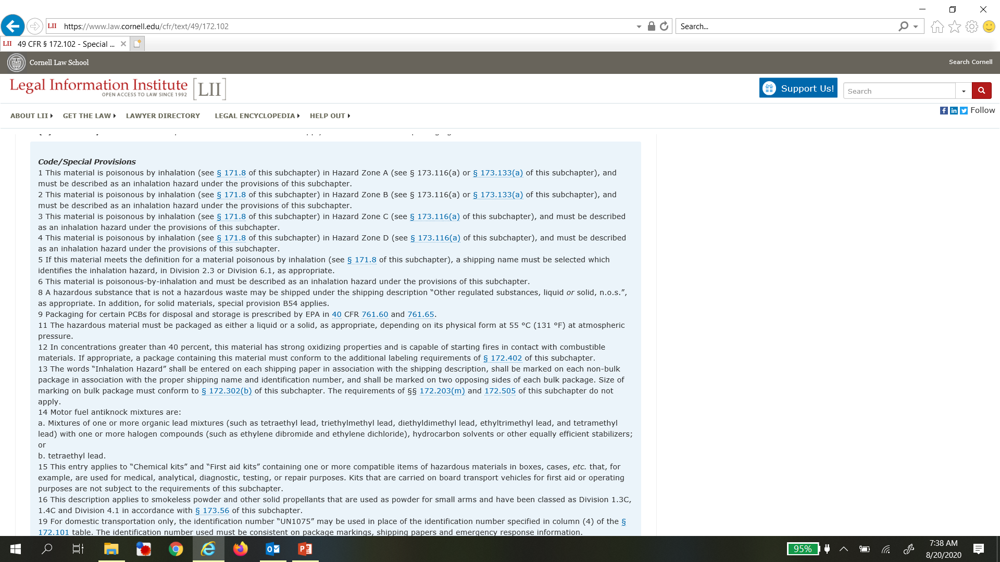 https://www.law.cornell.edu/cfr/text/49/172.102
Search...
LII 49 CFR § 172.102 - Special ...
Cornell Law School
Search Cornell
Legal Information Institute [LII]
OPEN ACCESS TO LAW SINCE 1992
Support Us!
Search
ABOUT LII GET THE LAW LAWYER DIRECTORY LEGAL ENCYCLOPEDIA HELP OUT
Follow
Code/Special Provisions
1 This material is poisonous by inhalation (see § 171.8 of this subchapter) in Hazard Zone A (see § 173.116(a) or § 173.133(a) of this subchapter), and
must be described as an inhalation hazard under the provisions of this subchapter.
2 This material is poisonous by inhalation (see § 171.8 of this subchapter) in Hazard Zone B (see § 173.116(a) or § 173.133(a) of this subchapter), and
must be described as an inhalation hazard under the provisions of this subchapter.
3 This material is poisonous by inhalation (see § 171.8 of this subchapter) in Hazard Zone C (see § 173.116(a) of this subchapter), and must be described
as an inhalation hazard under the provisions of this subchapter.
4 This material is poisonous by inhalation (see § 171.8 of this subchapter) in Hazard Zone D (see § 173.116(a) of this subchapter), and must be described
as an inhalation hazard under the provisions of this subchapter.
5 If this material meets the definition for a material poisonous by inhalation (see § 171.8 of this subchapter), a shipping name must be selected which
identifies the inhalation hazard, in Division 2.3 or Division 6.1, as appropriate.
6 This material is poisonous-by-inhalation and must be described as an inhalation hazard under the provisions of this subchapter.
8 A hazardous substance that is not a hazardous waste may be shipped under the shipping description “Other regulated substances, liquid or solid, n.o.s.”,
as appropriate. In addition, for solid materials, special provision B54 applies.
9 Packaging for certain PCBs for disposal and storage is prescribed by EPA in 40 CFR 761.60 and 761.65.
11 The hazardous material must be packaged as either a liquid or a solid, as appropriate, depending on its physical form at 55 °C (131 °F) at atmospheric
pressure.
12 In concentrations greater than 40 percent, this material has strong oxidizing properties and is capable of starting fires in contact with combustible
materials. If appropriate, a package containing this material must conform to the additional labeling requirements of § 172.402 of this subchapter.
13 The words “Inhalation Hazard” shall be entered on each shipping paper in association with the shipping description, shall be marked on each non-bulk
package in association with the proper shipping name and identification number, and shall be marked on two opposing sides of each bulk package. Size of
marking on bulk package must conform to § 172.302(b) of this subchapter. The requirements of §§ 172.203(m) and 172.505 of this subchapter do not
apply.
14 Motor fuel antiknock mixtures are:
a. Mixtures of one or more organic lead mixtures (such as tetraethyl lead, triethylmethyl lead, diethyldimethyl lead, ethyltrimethyl lead, and tetramethyl
lead) with one or more halogen compounds (such as ethylene dibromide and ethylene dichloride), hydrocarbon solvents or other equally efficient stabilizers;
or
b. tetraethyl lead.
15 This entry applies to “Chemical kits” and “First aid kits” containing one or more compatible items of hazardous materials in boxes, cases, etc. that, for
example, are used for medical, analytical, diagnostic, testing, or repair purposes. Kits that are carried on board transport vehicles for first aid or operating
purposes are not subject to the requirements of this subchapter.
16 This description applies to smokeless powder and other solid propellants that are used as powder for small arms and have been classed as Division 1.3C,
1.4C and Division 4.1 in accordance with § 173.56 of this subchapter.
19 For domestic transportation only, the identification number “UN1075” may be used in place of the identification number specified in column (4) of the §
172.101 table. The identification number used must be consistent on package markings, shipping papers and emergency response information.
95%
7:38 AM
8/20/2020